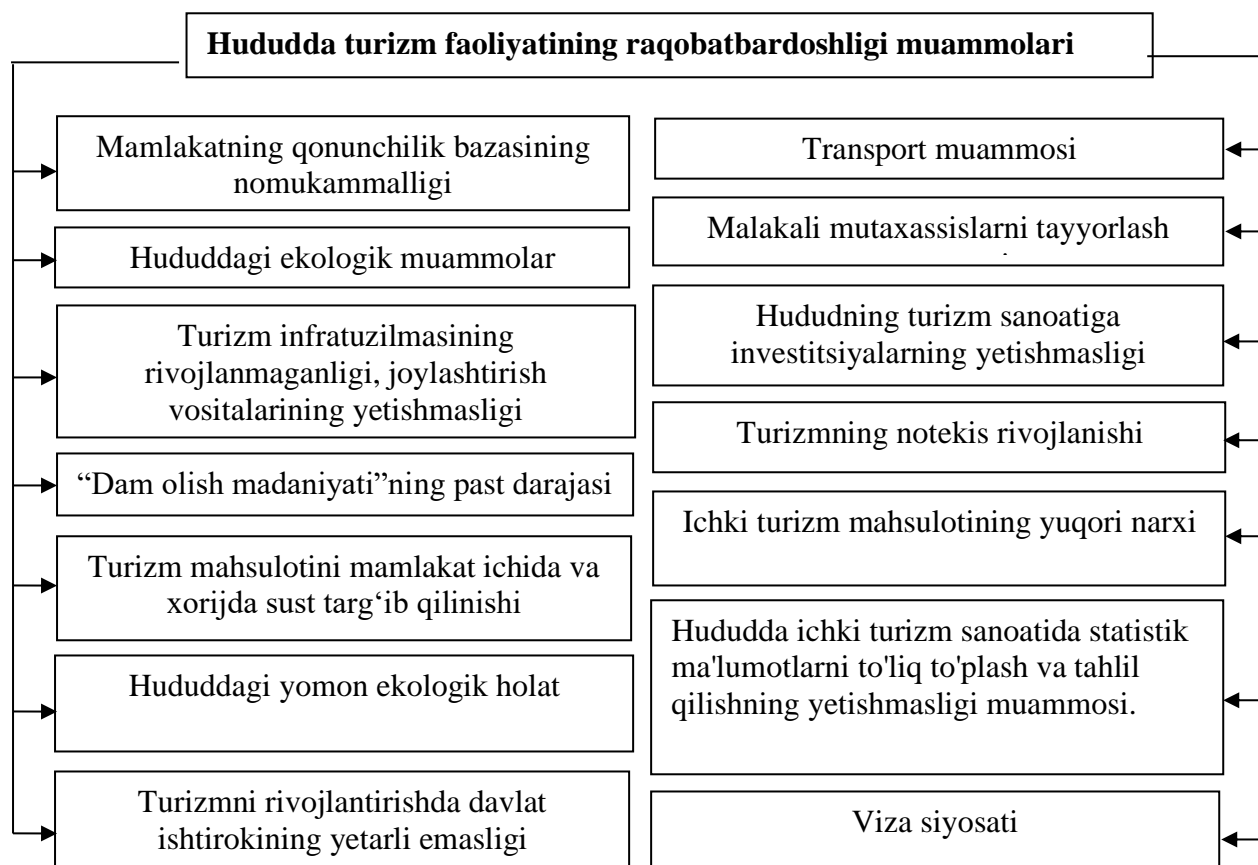 Hududda turizm faoliyatining raqobatbardoshligi muammolari
Mamlakatning qonunchilik bazasining
nomukammalligi
Hududdagi ekologik muammolar
Turizm infratuzilmasining
rivojlanmaganligi, joylashtirish
vositalarining yetishmasligi
“Dam olish madaniyati”ning past darajasi
Turizm mahsulotini mamlakat ichida va
xorijda sust targ‘ib qilinishi
Hududdagi yomon ekologik holat
Turizmni rivojlantirishda davlat
ishtirokining yetarli emasligi
Transport muammosi
Malakali mutaxassislarni tayyorlash
Hududning turizm sanoatiga
investitsiyalarning yetishmasligi
Turizmning notekis rivojlanishi
Ichki turizm mahsulotining yuqori narxi
Hududda ichki turizm sanoatida statistik
ma'lumotlarni to'liq to'plash va tahlil
qilishning yetishmasligi muammosi.
Viza siyosati